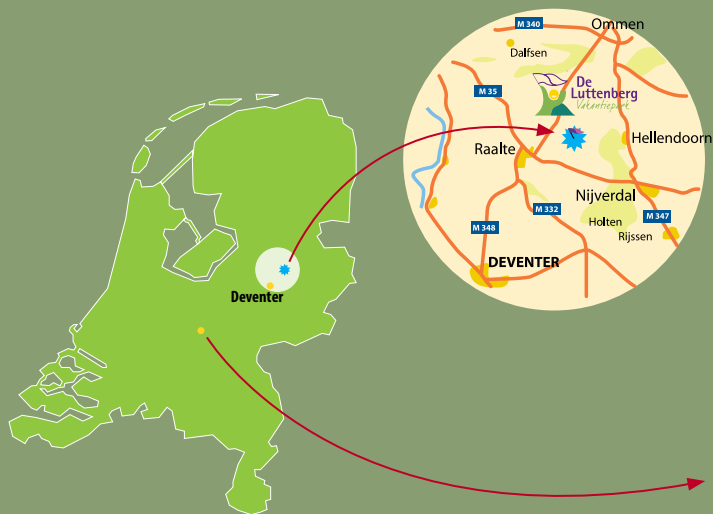 M 340
Ommen
Dalfsen
De
Luttenberg
Vakantiepark
M 35
Hellendoorn
Raalte
Nijverdal
M 332
M 347
Holten
M 348
Rijssen
DEVENTER
Deventer